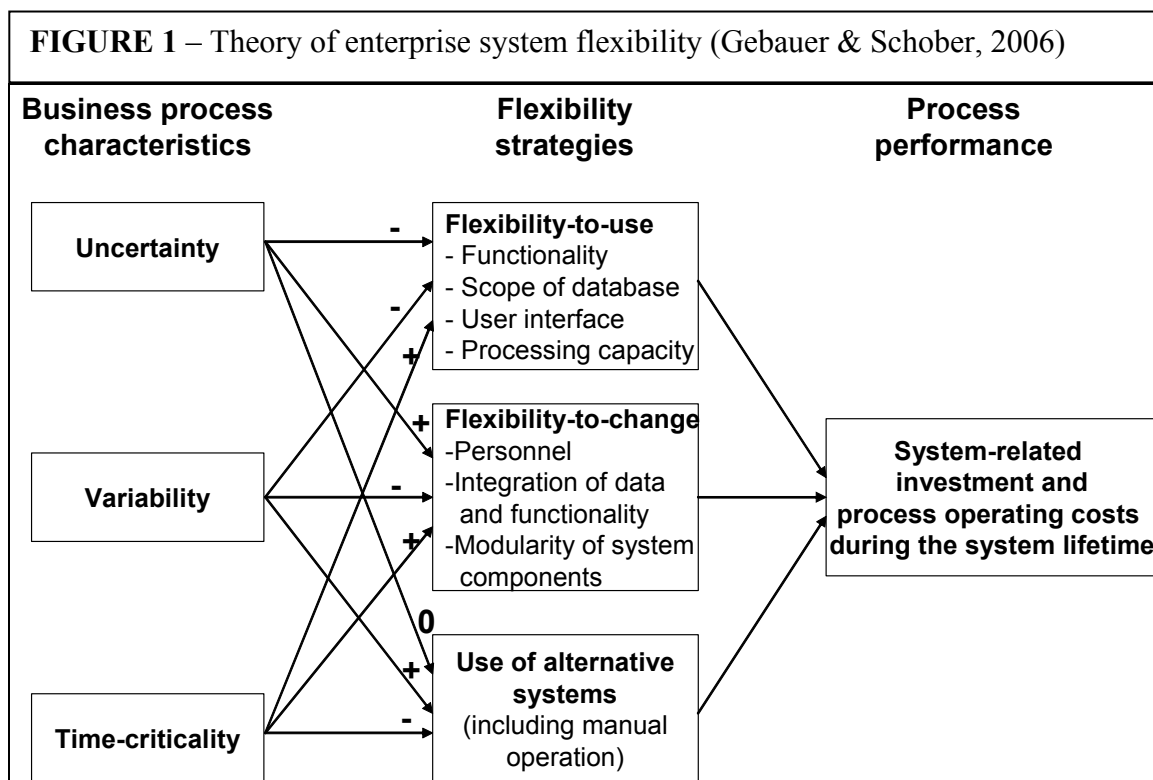 FIGURE 1 – Theory of enterprise system flexibility (Gebauer & Schober, 2006)
Business process
characteristics
Flexibility
strategies
Process
performance
Uncertainty
Variability
Time-criticality
-
-
+
+
-
+
0
+
-
Flexibility-to-use
- Functionality
- Scope of database
- User interface
- Processing capacity
Flexibility-to-change
-Personnel
-Integration of data
and functionality
-Modularity of system
components
Use of alternative
systems
(including manual
operation)
System-related
investment and
process operating costs
during the system lifetime